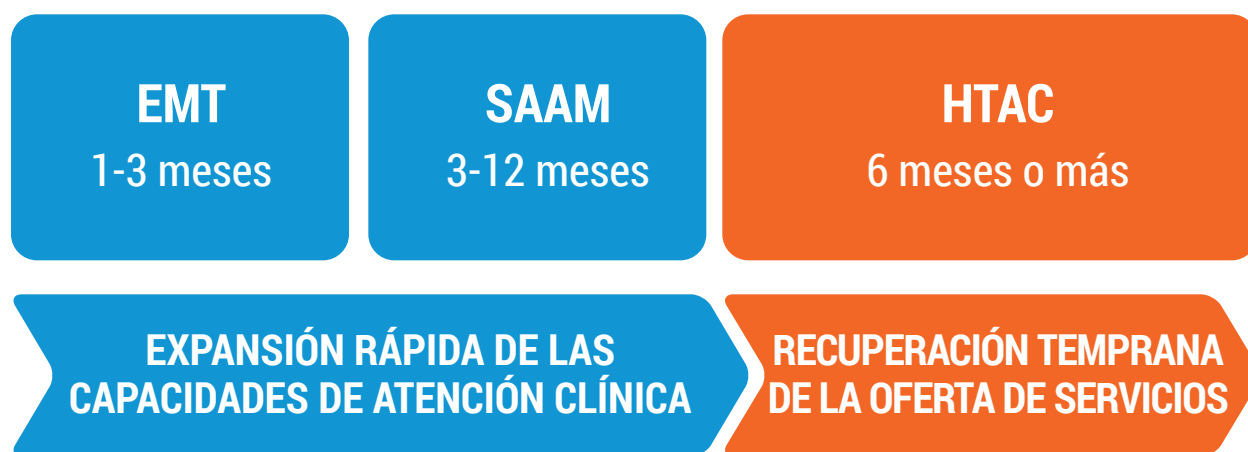 EMT
1-3 meses
SAAM
3-12 meses
HTAC
6 meses o más
EXPANSIÓN RÁPIDA DE LAS
CAPACIDADES DE ATENCIÓN CLÍNICA
RECUPERACIÓN TEMPRANA
DE LA OFERTA DE SERVICIOS